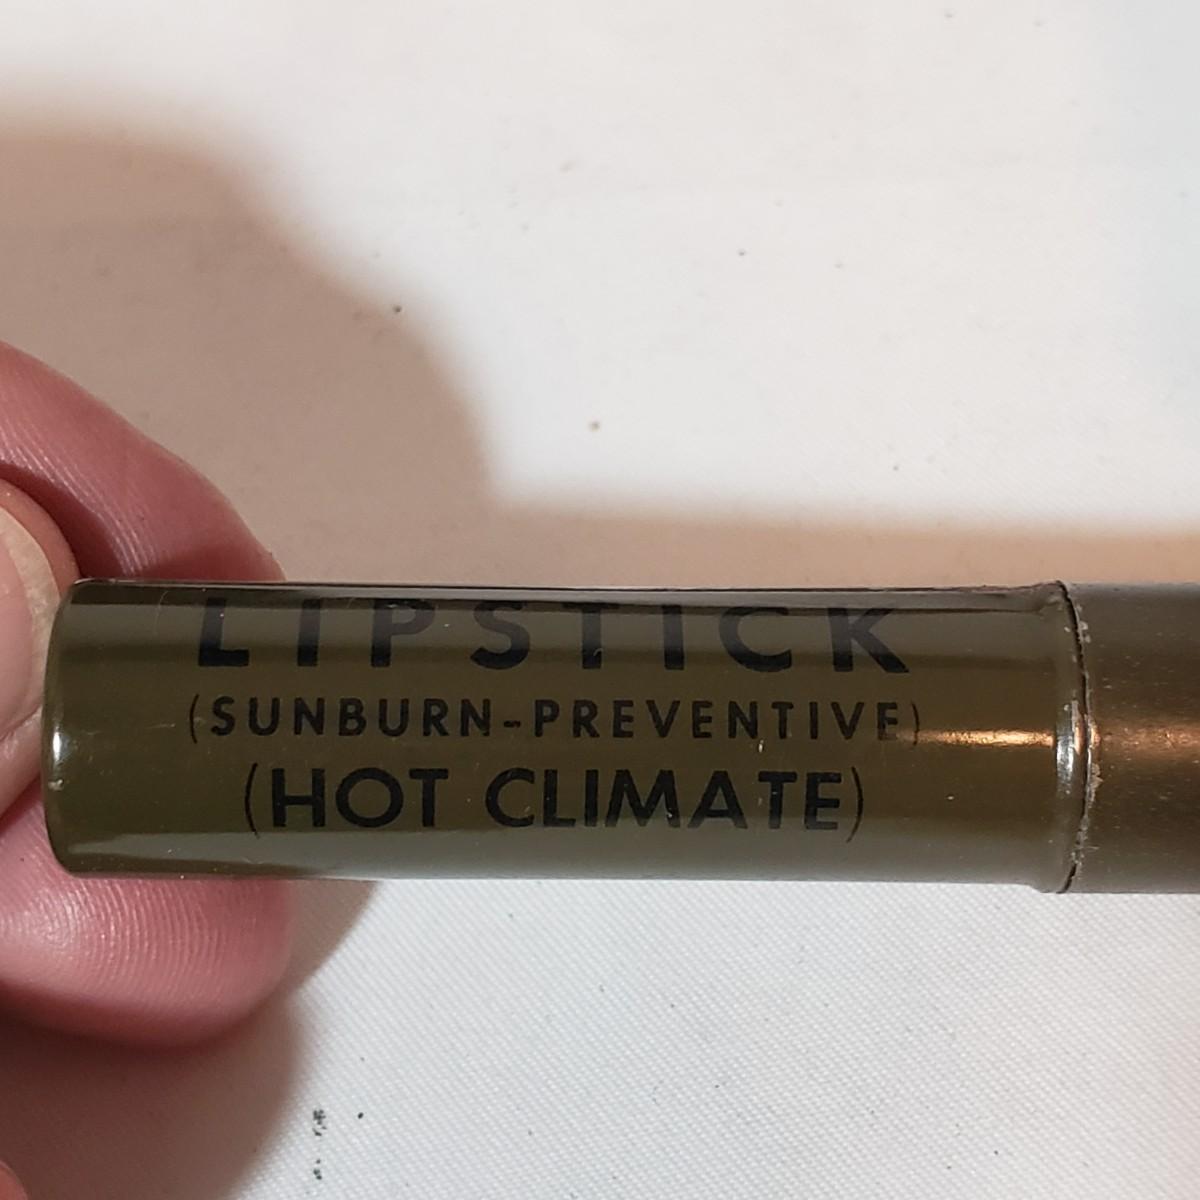 LIPSTICK
(SUNBURN-PREVENTIVE)
(HOT CLIMATE)